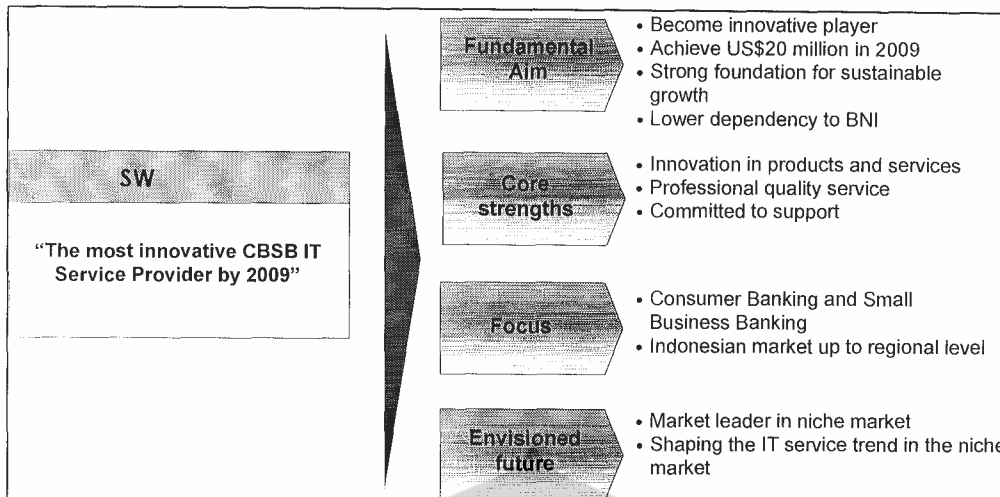 SW
“The most innovative CBSB IT
Service Provider by 2009”
Fundamental
Aim
• Become innovative player
• Achieve US$20 million in 2009
• Strong foundation for sustainable
growth
• Lower dependency to BNI
Core
strengths
• Innovation in products and services
• Professional quality service
• Committed to support
Focus
• Consumer Banking and Small
Business Banking
• Indonesian market up to regional level
Envisioned
future
• Market leader in niche market
• Shaping the IT service trend in the niche
market